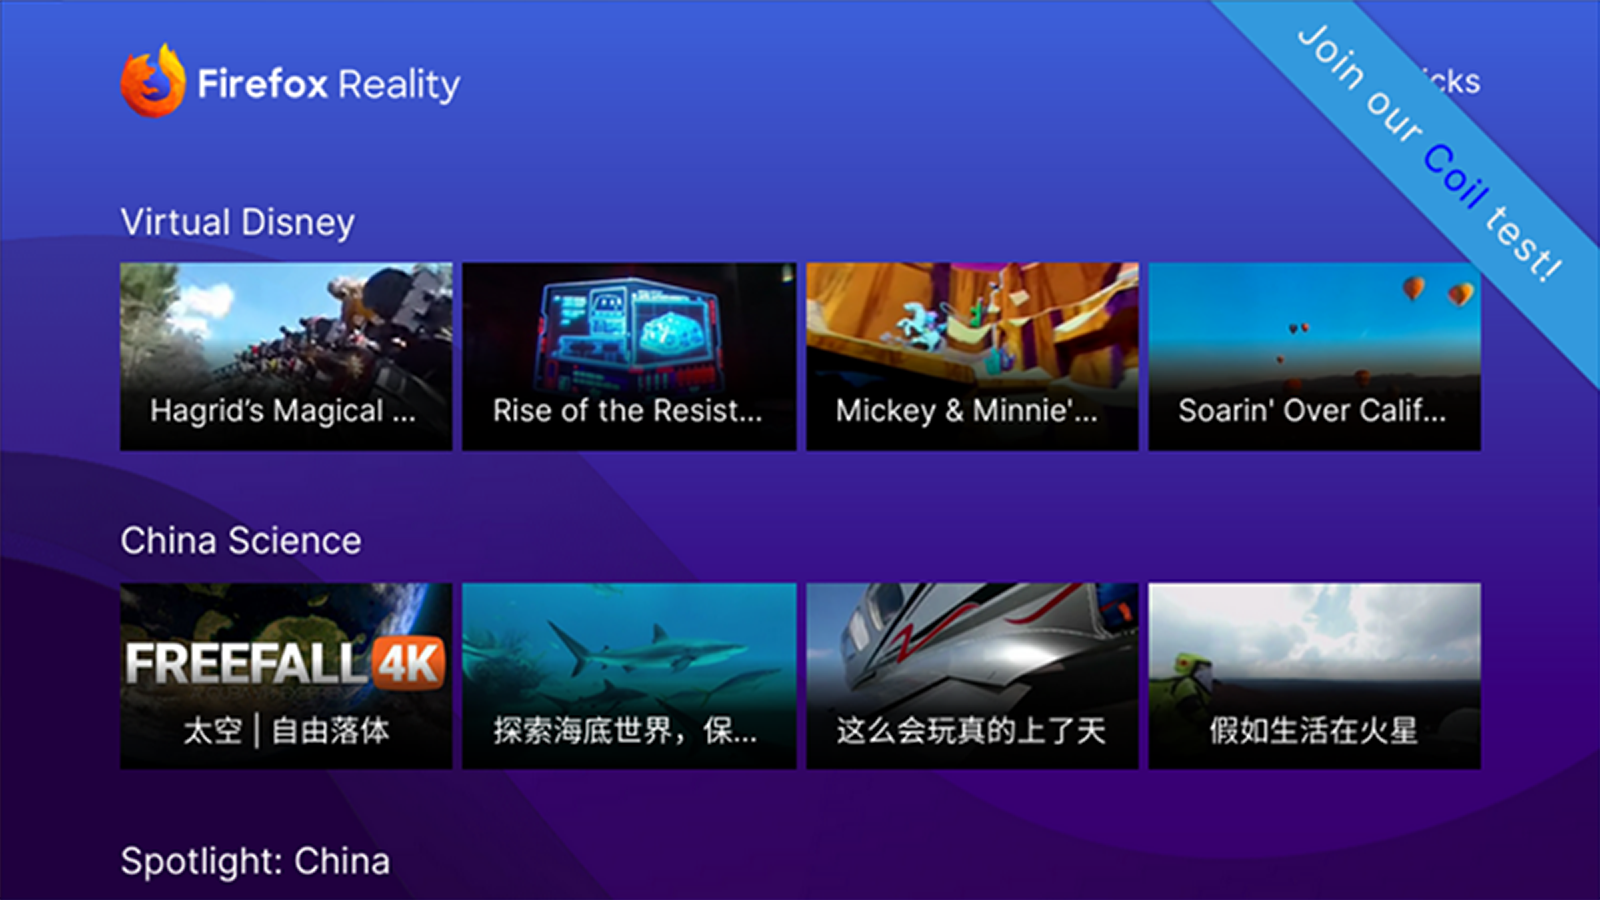 Firefox Reality
Join our Coil test!
Virtual Disney
Hagrid’s Magical ...
Rise of the Resist...
Mickey & Minnie'...
Soarin' Over Calif...
China Science
FREEFALL 4K
太空 | 自由落体
探索海底世界，保...
这么会玩真的上了天
假如生活在火星
Spotlight: China